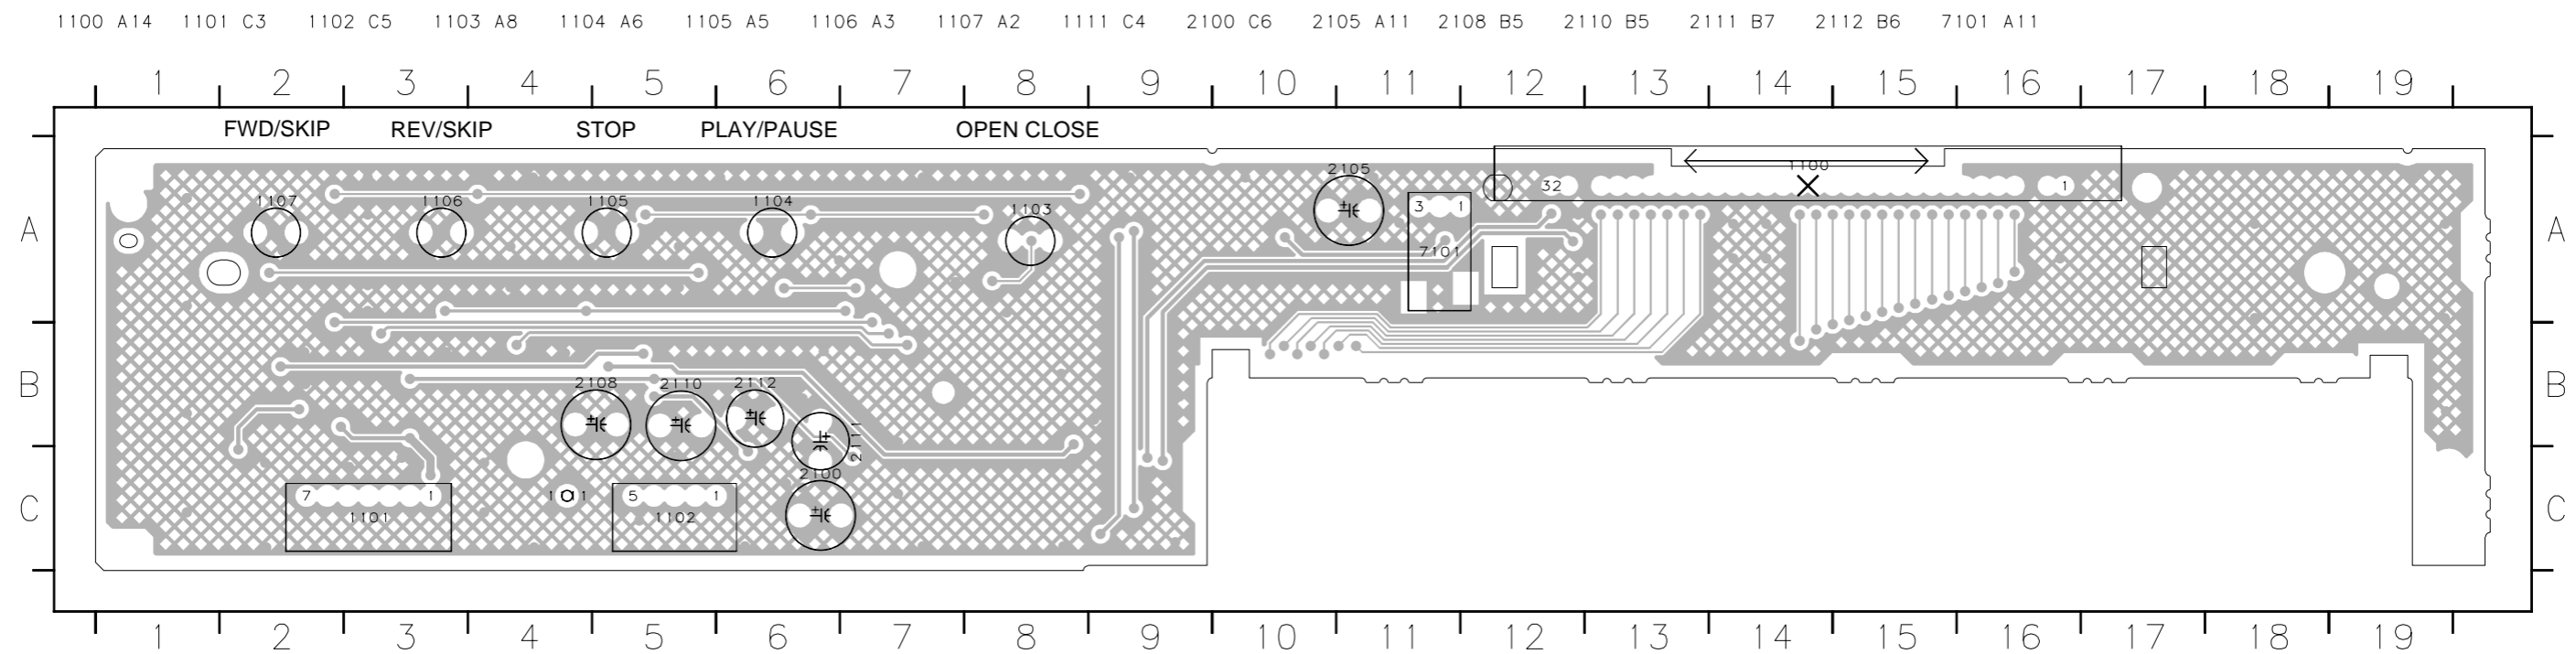 1100 A14 1101 C3 1102 C5 1103 A8 1104 A6 1105 A5 1106 A3 1107 A2 1111 C4 2100 C6 2105 A11 2108 B5 2110 B5 2111 B7 2112 B6 7101 A11
1 2 3 4 5 6 7 8 9 10 11 12 13 14 15 16 17 18 19
FWD/SKIP REV/SKIP STOP PLAY/PAUSE OPEN CLOSE
1100
2105
32 1
1107 1106 1105 1104 1103
3 1
A A
7101
B B
2108 2110 2112
2111
2100
7 1 1 1 5 1
1101 1102
C C
1 2 3 4 5 6 7 8 9 10 11 12 13 14 15 16 17 18 19